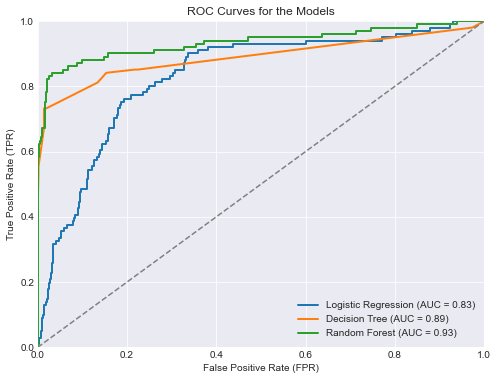 ROC Curves for the Models
True Positive Rate (TPR)
1.0
0.8
0.6
0.4
0.2
0.0
0.0 0.2 0.4 0.6 0.8 1.0
False Positive Rate (FPR)
Logistic Regression (AUC = 0.83)
Decision Tree (AUC = 0.89)
Random Forest (AUC = 0.93)